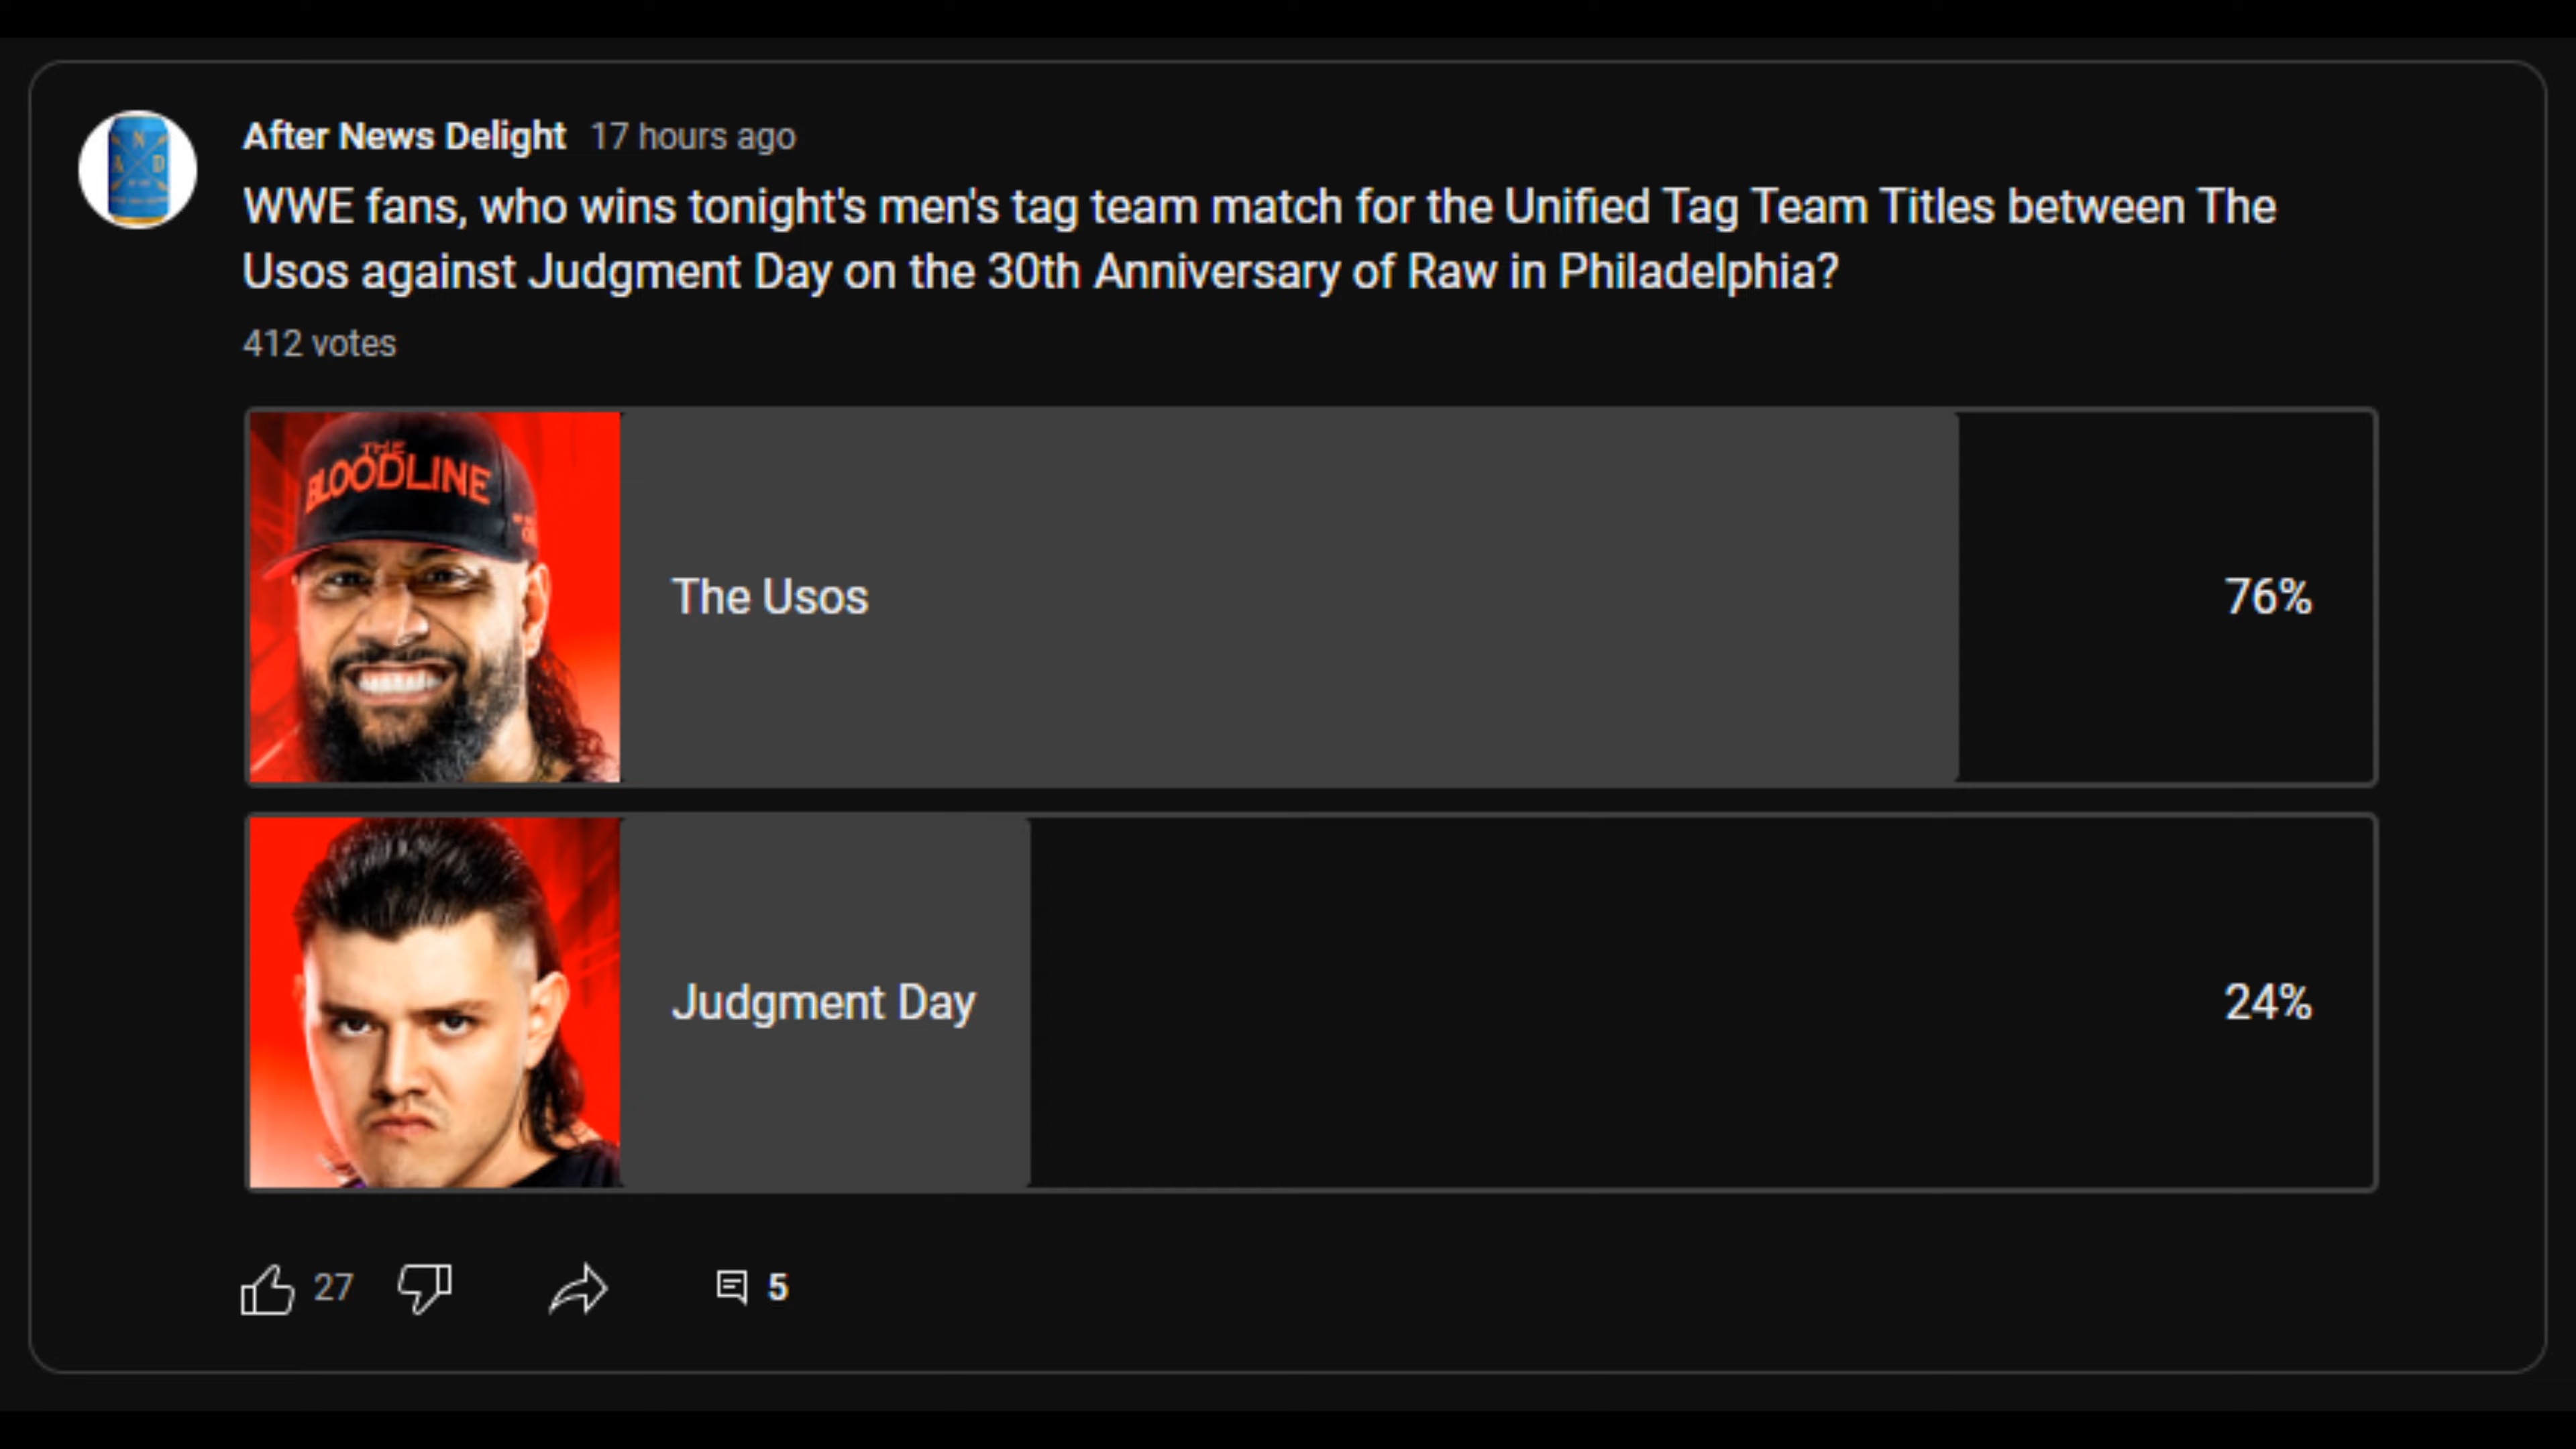 N
A D
After News Delight 17 hours ago
WWE fans, who wins tonight's men's tag team match for the Unified Tag Team Titles between The
Usos against Judgment Day on the 30th Anniversary of Raw in Philadelphia?
412 votes
THE
BLOODLINE
The Usos
76%
Judgment Day
24%
27
5